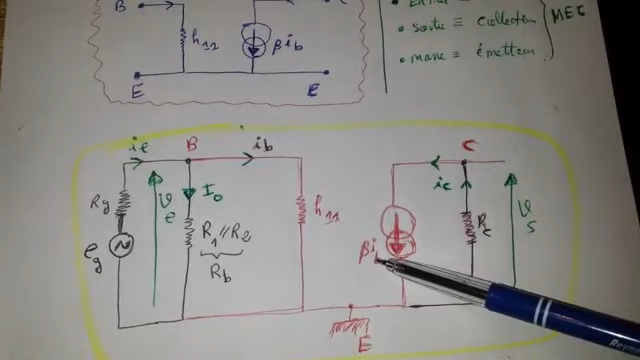 B
h11
βib
E
E
• sortie ≡ collecteur
• masse ≡ émetteur
MEC
ie
B
ib
C
Rg
Ve
I0
h11
ic
Rc
Vs
eg
R1//R2
Rb
βi
E